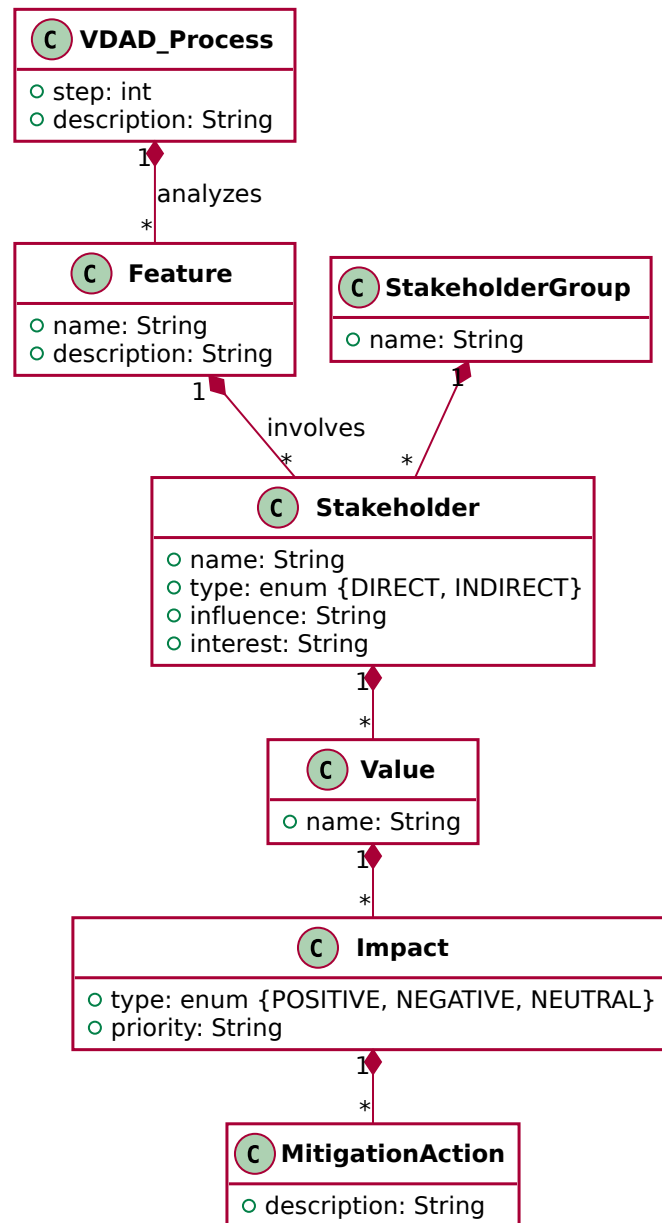 C VDAD_Process
step: int
description: String
1
analyzes
*
C Feature
name: String
description: String
C StakeholderGroup
name: String
1
1
involves
*
*
C Stakeholder
name: String
type: enum {DIRECT, INDIRECT}
influence: String
interest: String
1
*
C Value
name: String
1
*
C Impact
type: enum {POSITIVE, NEGATIVE, NEUTRAL}
priority: String
1
*
C MitigationAction
description: String